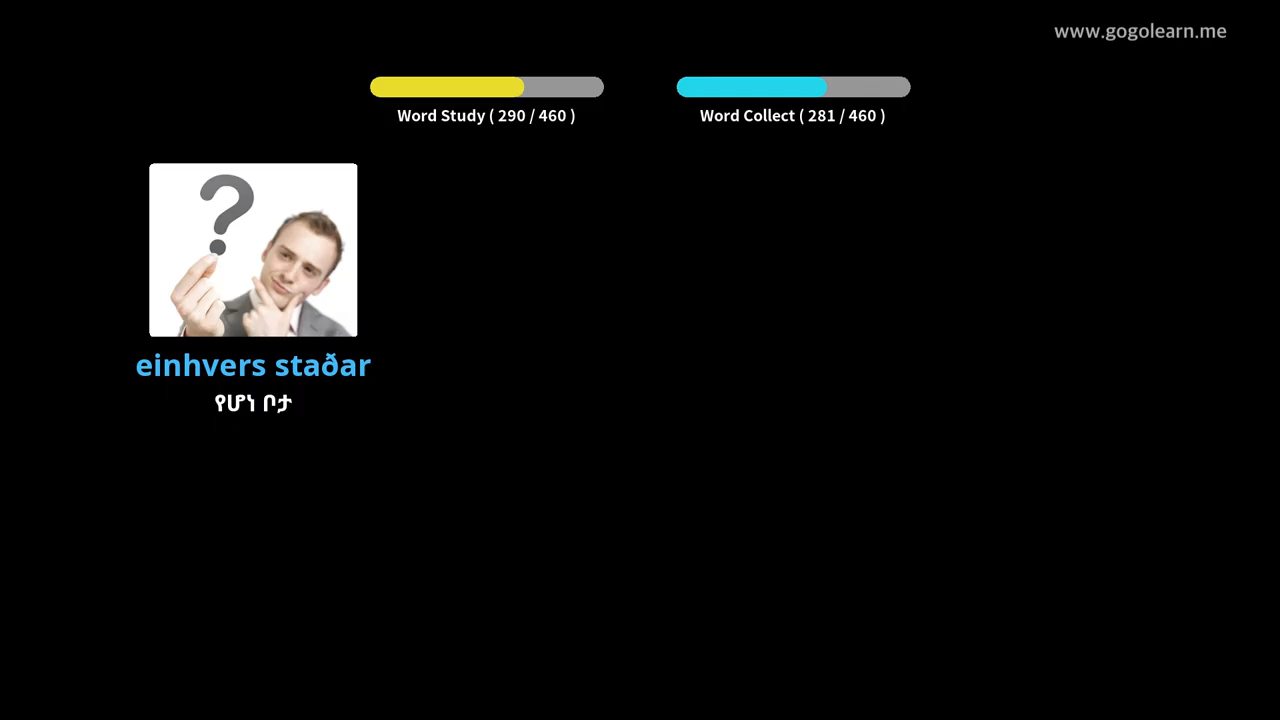 www.gogolearn.me
Word Study ( 290 / 460 )
Word Collect ( 281 / 460 )
?
einhvers staðar
የሆነ ቦታ